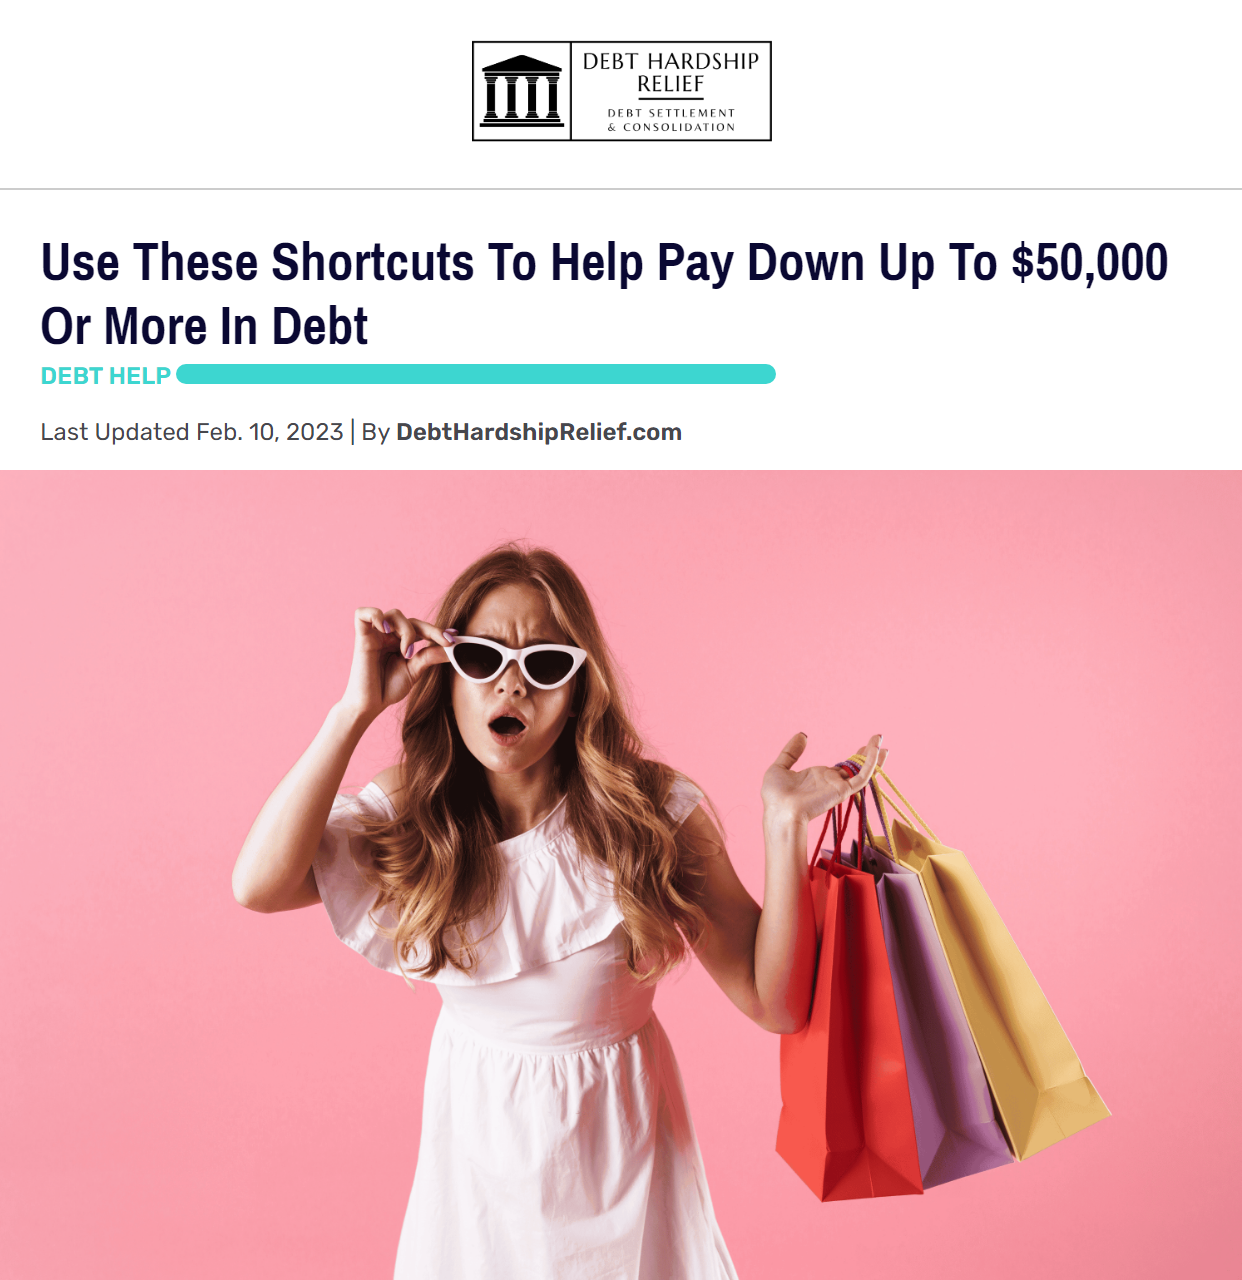 DEBT HARDSHIP
RELIEF
DEBT SETTLEMENT
& CONSOLIDATION
Use These Shortcuts To Help Pay Down Up To $50,000
Or More In Debt
DEBT HELP
Last Updated Feb. 10, 2023 | By DebtHardshipRelief.com